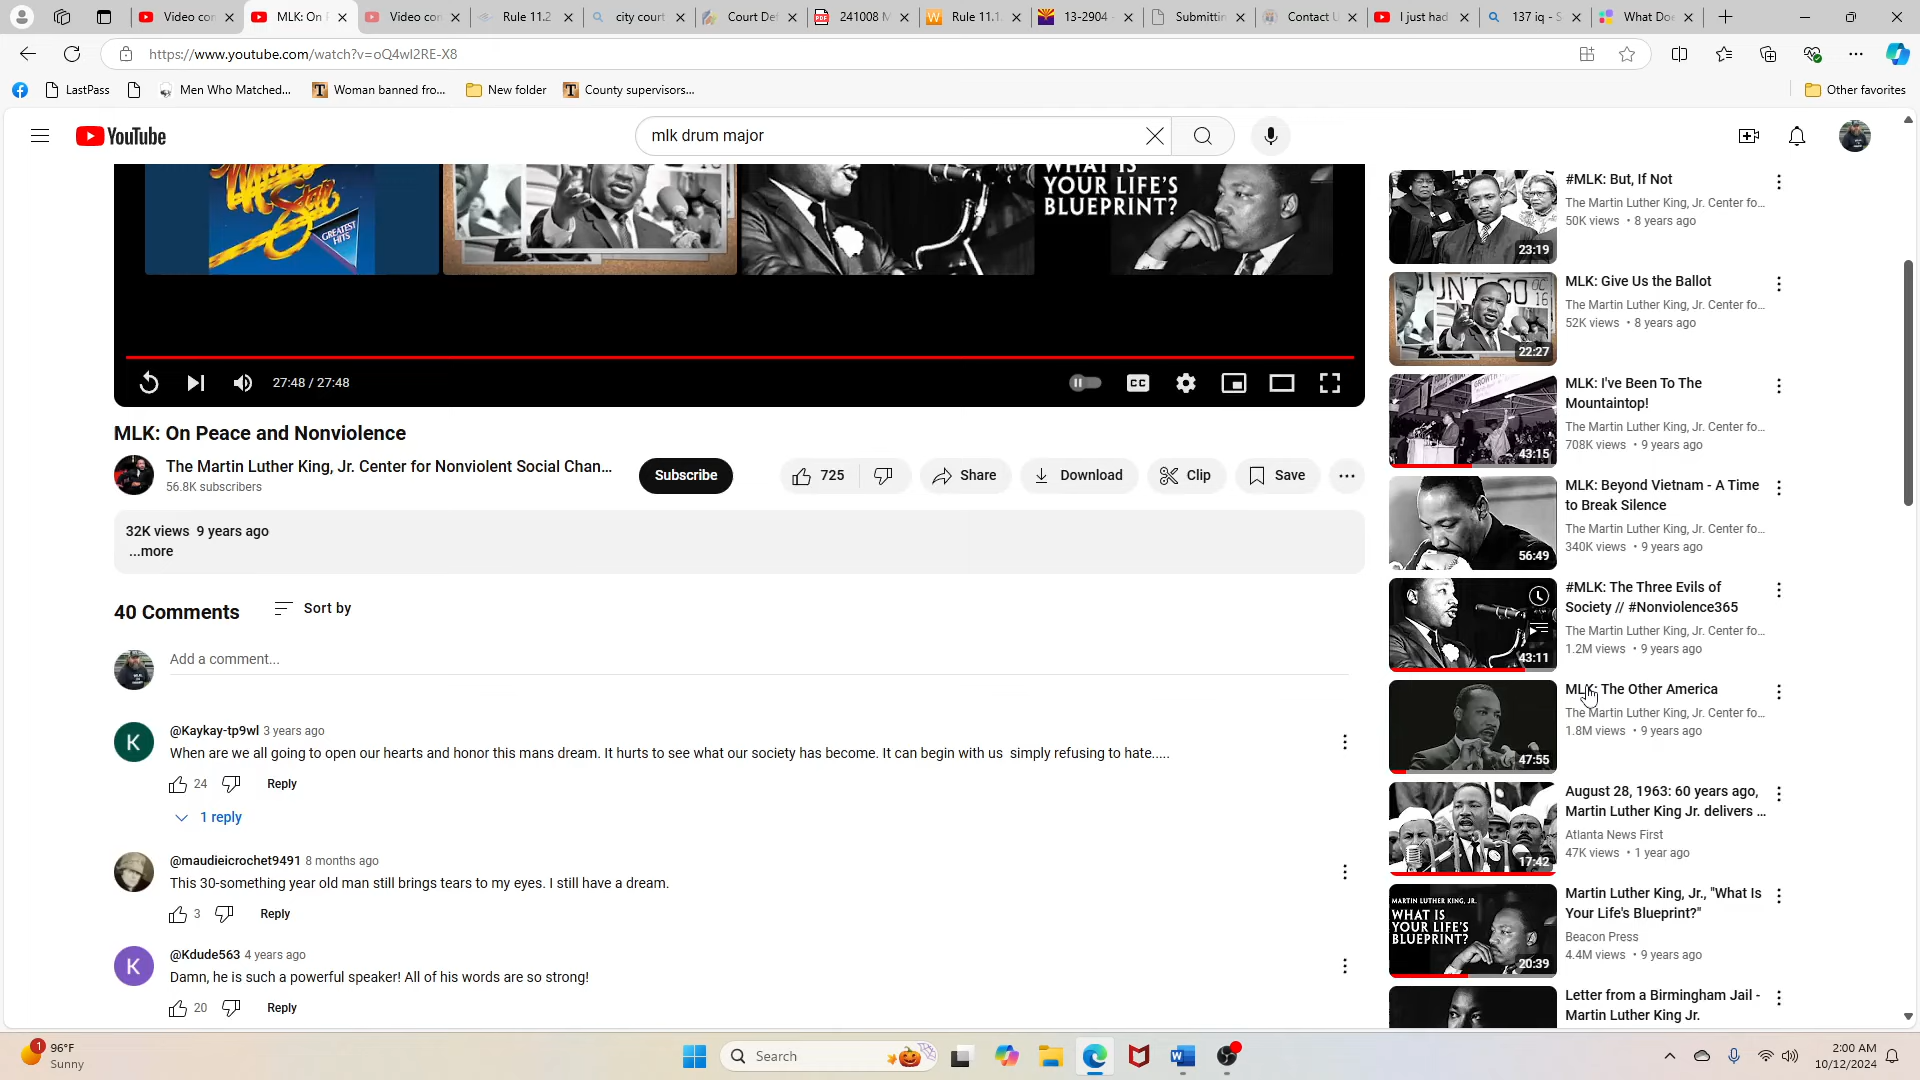 Video con
MLK: On P
Video con
Rule 11.2
city court
Court Def
241008 M
Rule 11.1.
13-2904 -
Submittin
Contact U
I just had
137 iq - S
What Doe
https://www.youtube.com/watch?v=oQ4wl2RE-X8
LastPass
Men Who Matched...
Woman banned fro...
New folder
County supervisors...
Other favorites
YouTube
mlk drum major
GREATEST HITS
WHAT IS
YOUR LIFE'S
BLUEPRINT?
27:48 / 27:48
CC
MLK: On Peace and Nonviolence
The Martin Luther King, Jr. Center for Nonviolent Social Chan...
56.8K subscribers
Subscribe
725
Share
Download
Clip
Save
32K views 9 years ago
...more
40 Comments
Sort by
Add a comment...
K
@Kaykay-tp9wl 3 years ago
When are we all going to open our hearts and honor this mans dream. It hurts to see what our society has become. It can begin with us simply refusing to hate.....
24
Reply
1 reply
@maudieicrochet9491 8 months ago
This 30-something year old man still brings tears to my eyes. I still have a dream.
3
Reply
K
@Kdude563 4 years ago
Damn, he is such a powerful speaker! All of his words are so strong!
20
Reply
#MLK: But, If Not
The Martin Luther King, Jr. Center fo...
50K views • 8 years ago
23:19
MLK: Give Us the Ballot
The Martin Luther King, Jr. Center fo...
52K views • 8 years ago
22:27
MLK: I've Been To The
Mountaintop!
The Martin Luther King, Jr. Center fo...
708K views • 9 years ago
43:15
MLK: Beyond Vietnam - A Time
to Break Silence
The Martin Luther King, Jr. Center fo...
340K views • 9 years ago
56:49
#MLK: The Three Evils of
Society // #Nonviolence365
The Martin Luther King, Jr. Center fo...
1.2M views • 9 years ago
43:11
MLK: The Other America
The Martin Luther King, Jr. Center fo...
1.8M views • 9 years ago
47:55
August 28, 1963: 60 years ago,
Martin Luther King Jr. delivers ...
Atlanta News First
47K views • 1 year ago
17:42
Martin Luther King, Jr., "What Is
Your Life's Blueprint?"
Beacon Press
4.4M views • 9 years ago
MARTIN LUTHER KING, JR.
WHAT IS
YOUR LIFE'S
BLUEPRINT?
20:39
Letter from a Birmingham Jail -
Martin Luther King Jr.
1
96°F
Sunny
Search
2:00 AM
10/12/2024